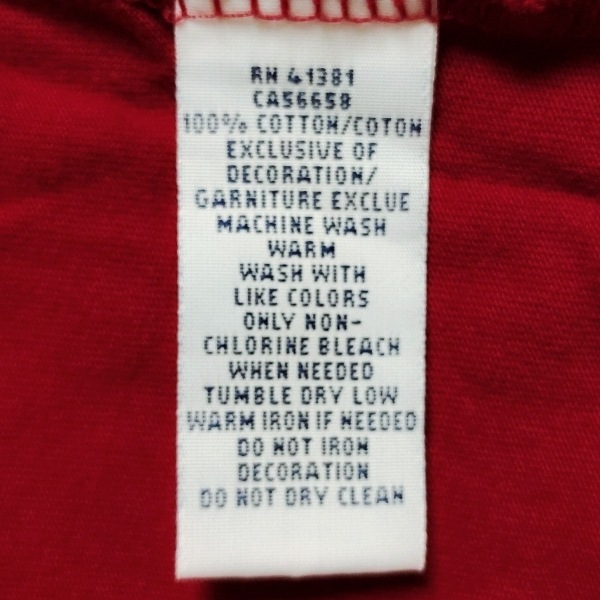 RN 41381
CA56658
100% COTTON/COTON
EXCLUSIVE OF
DECORATION/
GARNITURE EXCLUE
MACHINE WASH
WARM
WASH WITH
LIKE COLORS
ONLY NON-
CHLORINE BLEACH
WHEN NEEDED
TUMBLE DRY LOW
WARM IRON IF NEEDED
DO NOT IRON
DECORATION
DO NOT DRY CLEAN